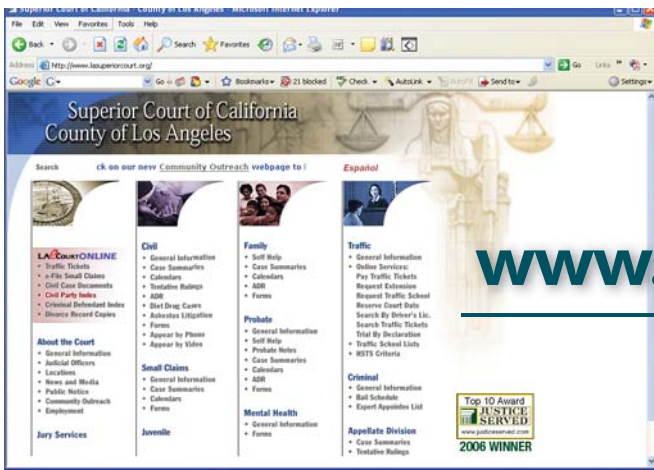 Superior Court of California - County of Los Angeles - Microsoft Internet Explorer
File Edit View Favorites Tools Help
Back Search Favorites
Address http://www.lasuperiorcourt.org/ Go Links
Google G Go Bookmarks 21 blocked Check AutoLink AutoFill Send to Settings
Superior Court of California
County of Los Angeles
Search ck on our new Community Outreach webpage to l Español
LACOURTONLINE
• Traffic Tickets
• e-File Small Claims
• Civil Case Documents
• Civil Party Index
• Criminal Defendant Index
• Divorce Record Copies
About the Court
• General Information
• Judicial Officers
• Locations
• News and Media
• Public Notice
• Community Outreach
• Employment
Jury Services
Civil
• General Information
• Case Summaries
• Calendars
• Tentative Rulings
• ADR
• Diet Drug Cases
• Asbestos Litigation
• Forms
• Appear by Phone
• Appear by Video
Small Claims
• General Information
• Case Summaries
• Calendars
• Forms
Juvenile
Family
• Self Help
• Case Summaries
• Calendars
• ADR
• Forms
Probate
• General Information
• Self Help
• Probate Notes
• Case Summaries
• Calendars
• ADR
• Forms
Mental Health
• General Information
• Forms
Traffic
• General Information
• Online Services:
Pay Traffic Tickets
Request Extension
Request Traffic School
Reserve Court Date
Search By Driver's Lic.
Search Traffic Tickets
Trial By Declaration
• Traffic School Lists
• HSTS Criteria
Criminal
• General Information
• Bail Schedule
• Expert Appointee List
Appellate Division
• Case Summaries
• Tentative Rulings
www.
Top 10 Award
JUSTICE
SERVED
www.justiceserved.com
2006 WINNER